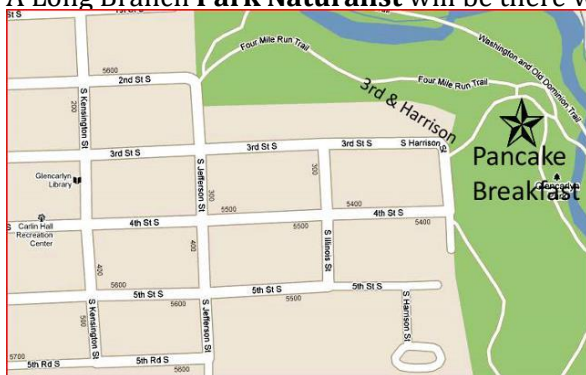 A Long Branch Park Naturalist will be there w
St S
Four Mile Run Trail
Washington and Old Dominion Trail
5600
2nd St S
Four Mile Run Trail
200
S Kensington St
3rd & Harrison
3rd St S
3rd St S
3rd St S
S Harrison St
Pancake
Breakfast
Glencarlyn
Library
S Jefferson St
300
300
Carlin Hall
Recreation
Center
S
4th St S
5500
5400
4th St S
5500
5400
400
S Illinois St
400
5600
5th St S
5600
5th St S
5500
5th St S
S Kensington St
500
S Jefferson St
S Harrison St
5700
5th Rd S
5th Rd S
5600